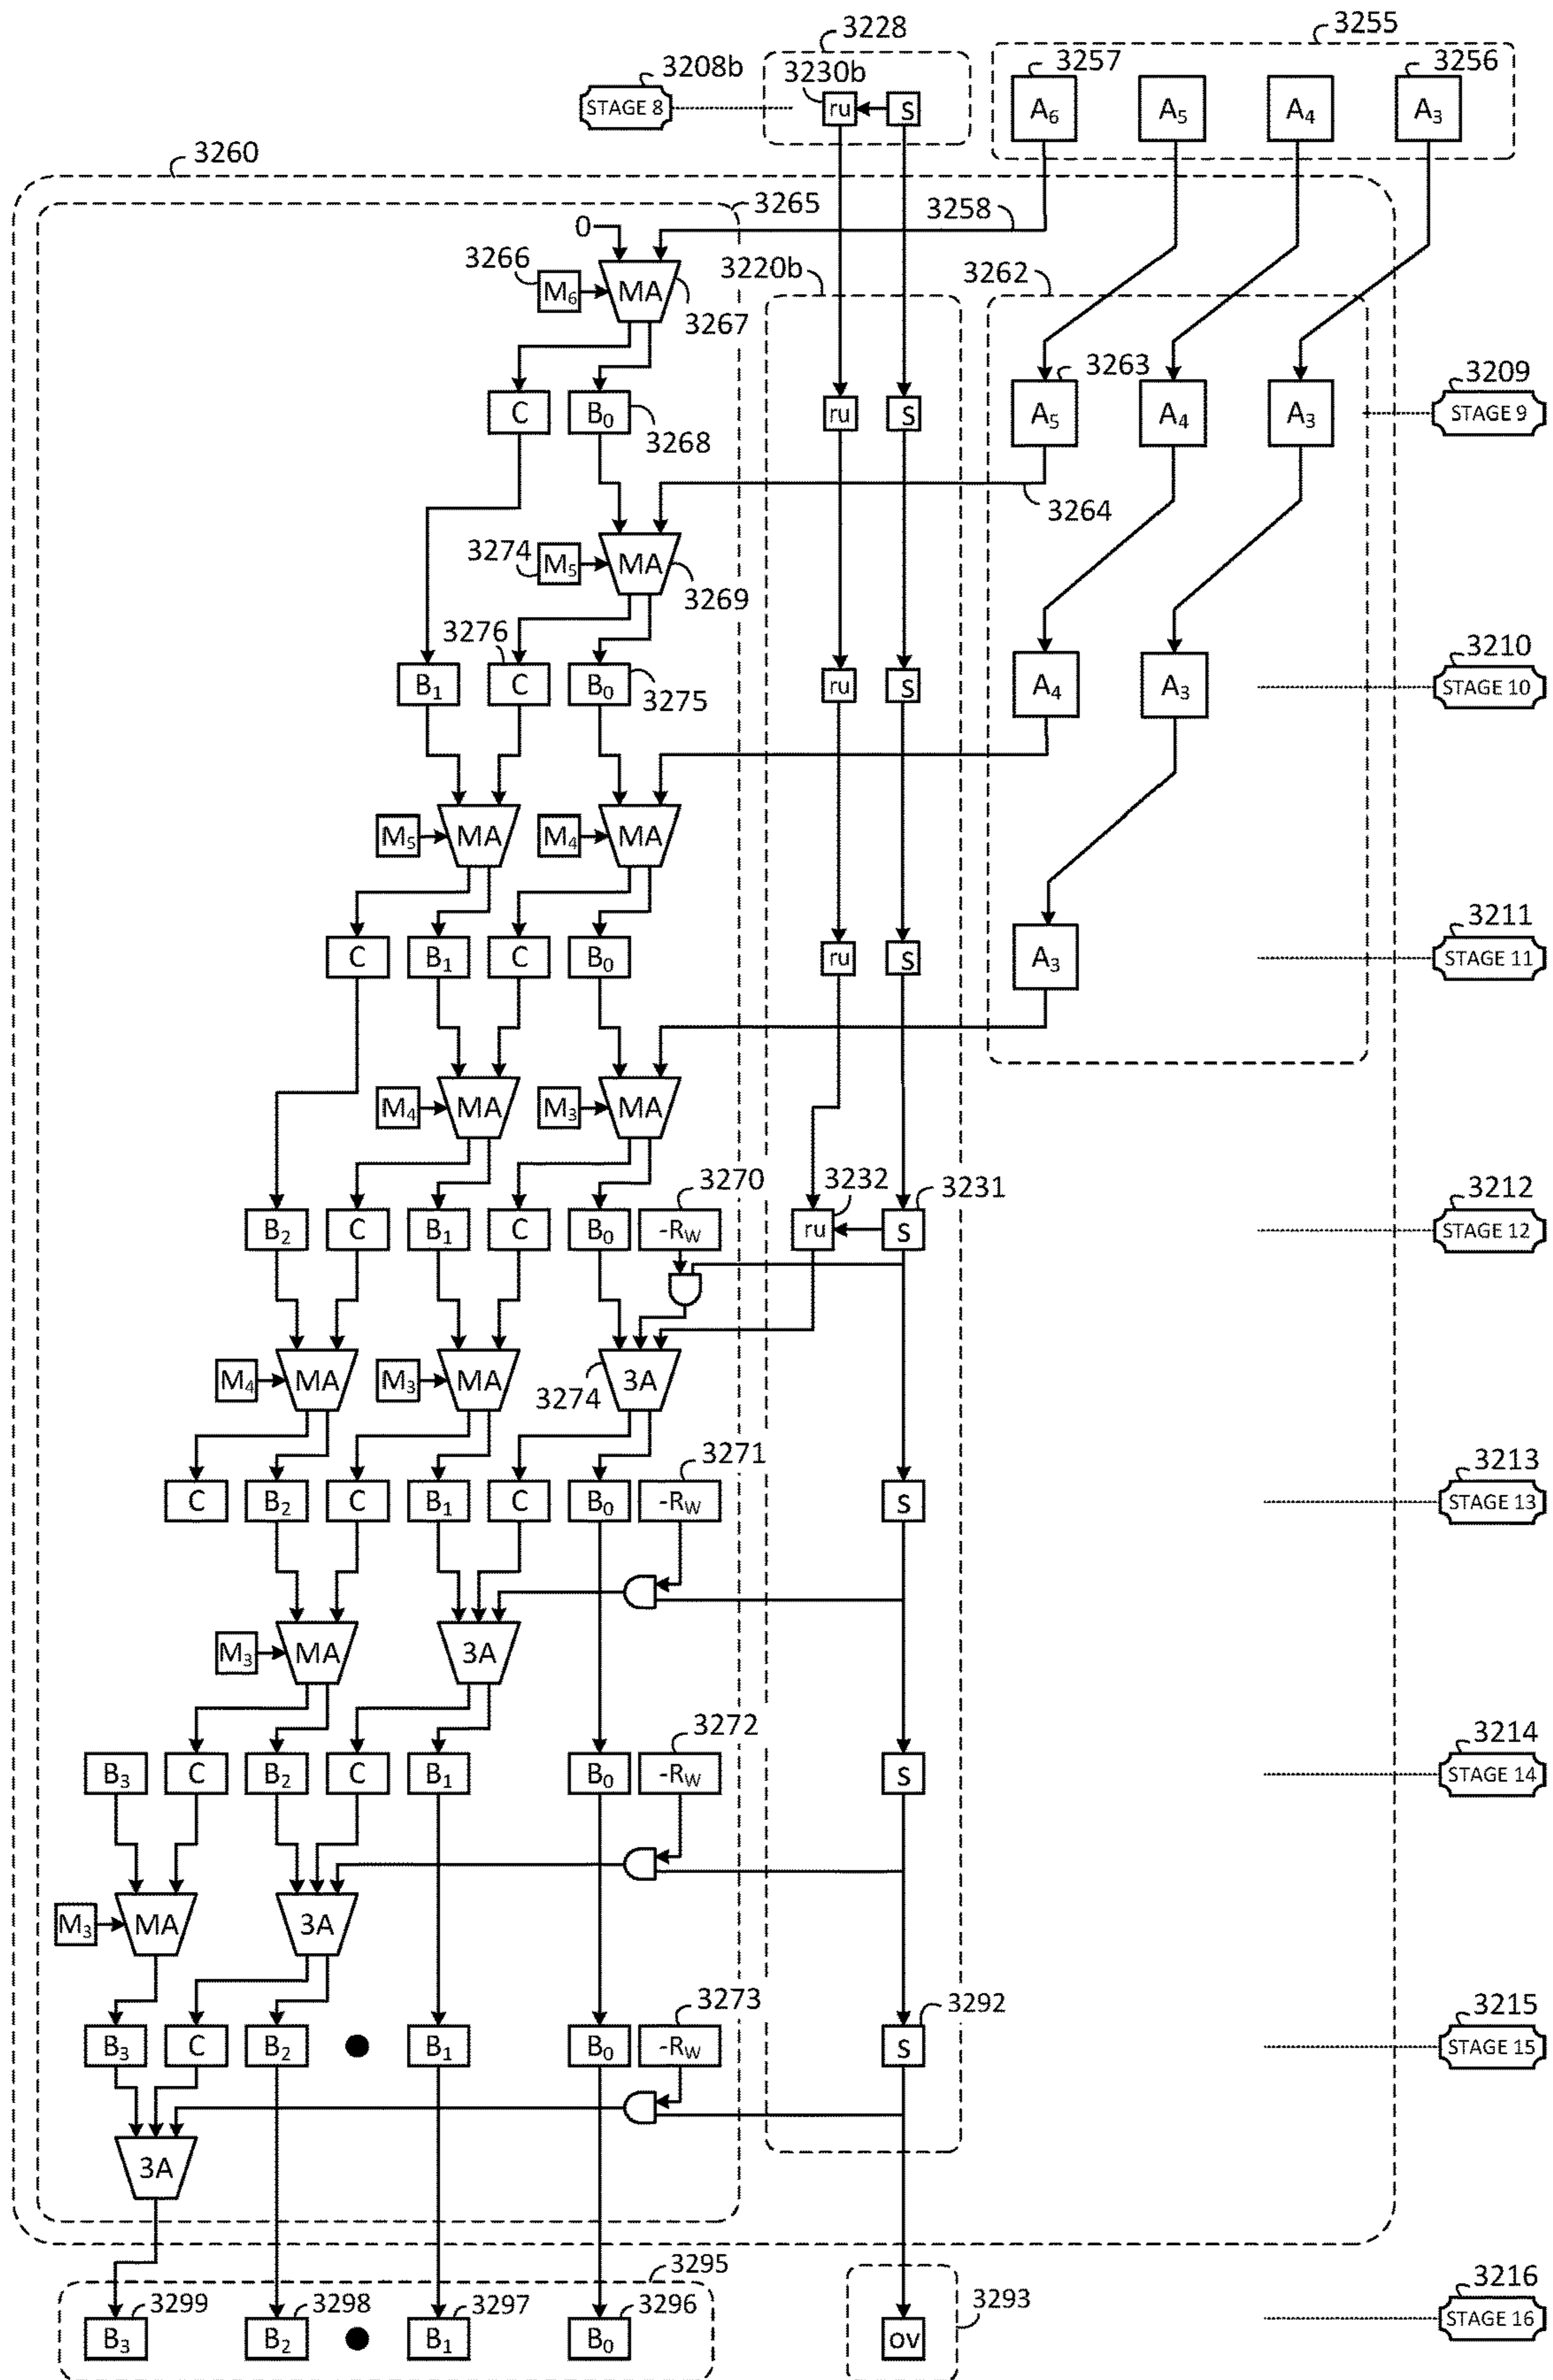 3228
3255
3208b
3230b
3257
3256
STAGE 8
ru
S
A6
A5
A4
A3
3260
3265
3258
0
3266
M6
MA
3267
3220b
3262
3263
3209
C
B0
3268
ru
S
A5
A4
A3
STAGE 9
3264
3274
M5
MA
3269
3276
3210
B1
C
B0
3275
ru
S
A4
A3
STAGE 10
M5
MA
M4
MA
3211
C
B1
C
B0
ru
S
A3
STAGE 11
M4
MA
M3
MA
3270
3232
3231
3212
B2
C
B1
C
B0
-RW
ru
S
STAGE 12
M4
MA
M3
MA
3274
3A
3271
3213
C
B2
C
B1
C
B0
-RW
S
STAGE 13
M3
MA
3A
3272
3214
B3
C
B2
C
B1
B0
-RW
S
STAGE 14
M3
MA
3A
3273
3292
3215
B3
C
B2
B1
B0
-RW
S
STAGE 15
3A
3295
3299
3298
3297
3296
3293
3216
B3
B2
B1
B0
ov
STAGE 16